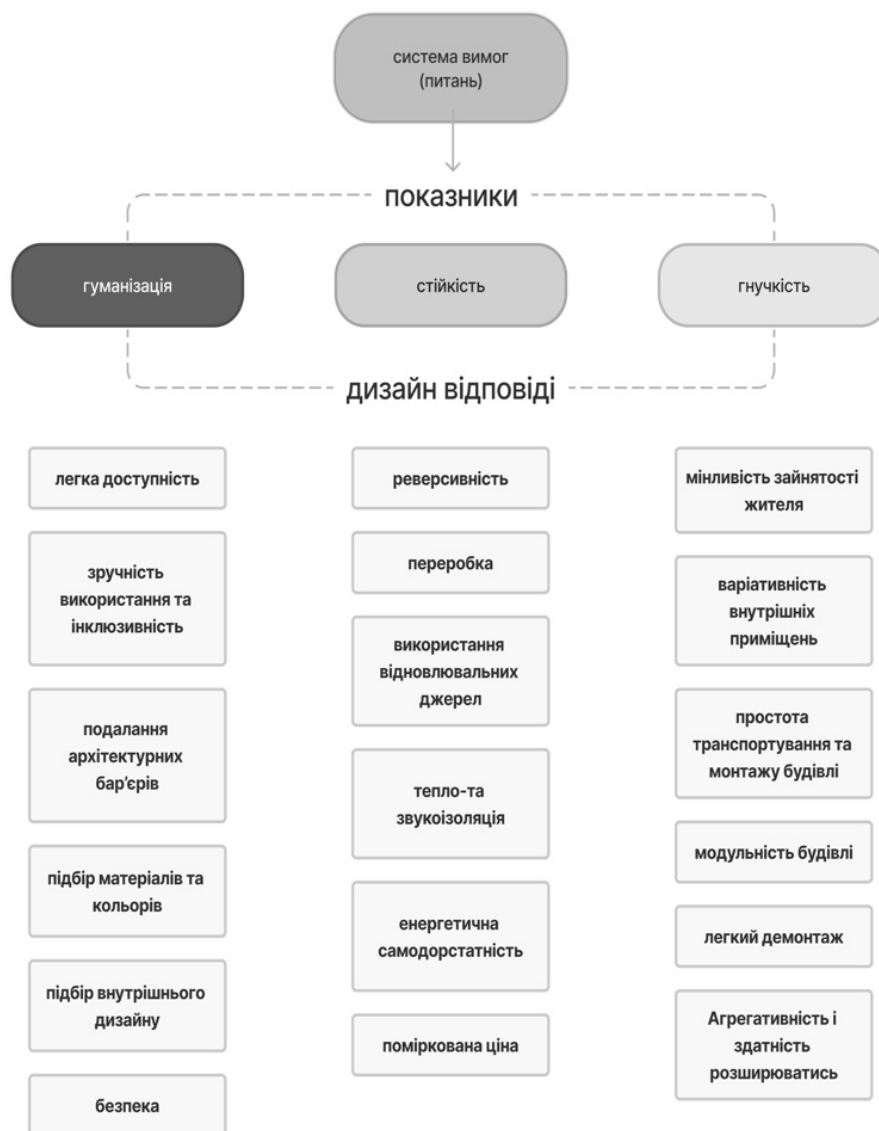 система вимог
(питань)
показники
гуманізація
стійкість
гнучкість
дизайн відповіді
легка доступність
зручність
використання та
інклюзивність
подалання
архітектурних
бар'єрів
підбір матеріалів та
кольорів
підбір внутрішнього
дизайну
безпека
реверсивність
переробка
використання
відновлювальних
джерел
тепло-та
звукоізоляція
енергетична
самодорстатність
поміркована ціна
мінливість зайнятості
жителя
варіативність
внутрішніх
приміщень
простота
транспортування та
монтажу будівлі
модульність будівлі
легкий демонтаж
Агрегативність і
здатність
розширюватись